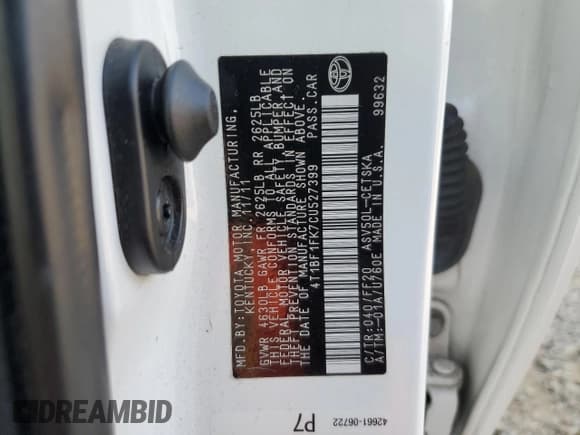 MFD.BY:TOYOTA MOTOR MANUFACTURING,
KENTUCKY, INC. 11/11
GVWR 4630LB GAWR FR 2625LB RR 2625LB
THIS VEHICLE CONFORMS TO ALL APPLICABLE
FEDERAL MOTOR VEHICLE SAFETY BUMPER AND
THEFT PREVENTION STANDARDS IN EFFECT ON
THE DATE OF MANUFACTURE SHOWN ABOVE.
4T1BF1FK7CU527399 PASS.CAR
C/TR:040/FF20 ASV50L-CETSKA
A/TM:-01A/U760E MADE IN U.S.A. 99632
TOYOTA
P7 42661-06722
DREAMBID